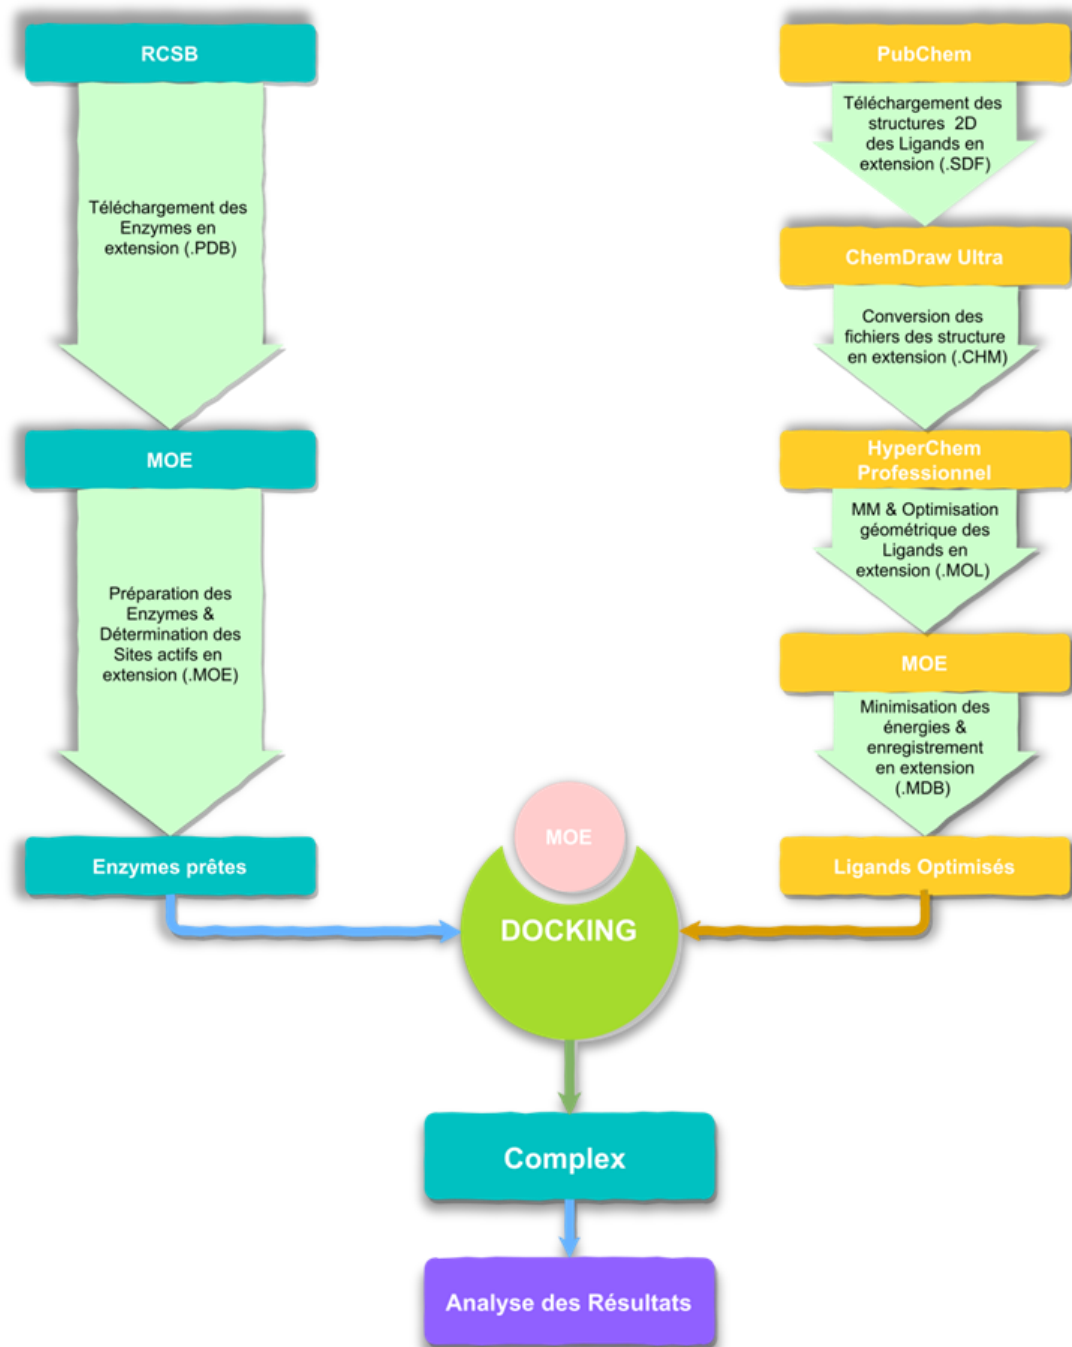 RCSB
Téléchargement des
Enzymes en
extension (.PDB)
MOE
Préparation des
Enzymes &
Détermination des
Sites actifs en
extension (.MOE)
Enzymes prêtes
PubChem
Téléchargement des
structures 2D
des Ligands en
extension (.SDF)
ChemDraw Ultra
Conversion des
fichiers des structure
en extension (.CHM)
HyperChem
Professionnel
MM & Optimisation
géométrique des
Ligands en
extension (.MOL)
MOE
Minimisation des
énergies &
enregistrement
en extension
(.MDB)
Ligands Optimisés
MOE
DOCKING
Complex
Analyse des Résultats